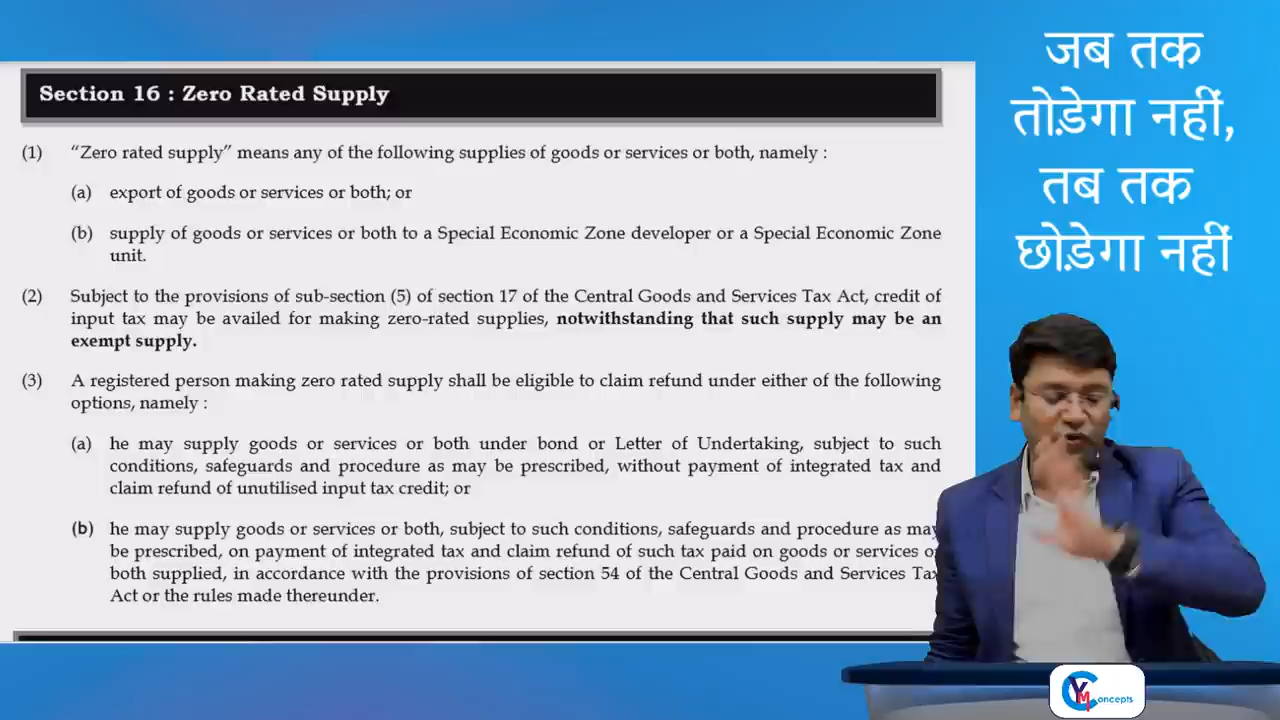 Section 16 : Zero Rated Supply
(1) “Zero rated supply” means any of the following supplies of goods or services or both, namely :
(a) export of goods or services or both; or
(b) supply of goods or services or both to a Special Economic Zone developer or a Special Economic Zone
unit.
(2) Subject to the provisions of sub-section (5) of section 17 of the Central Goods and Services Tax Act, credit of
input tax may be availed for making zero-rated supplies, notwithstanding that such supply may be an
exempt supply.
(3) A registered person making zero rated supply shall be eligible to claim refund under either of the following
options, namely :
(a) he may supply goods or services or both under bond or Letter of Undertaking, subject to such
conditions, safeguards and procedure as may be prescribed, without payment of integrated tax and
claim refund of unutilised input tax credit; or
(b) he may supply goods or services or both, subject to such conditions, safeguards and procedure as may
be prescribed, on payment of integrated tax and claim refund of such tax paid on goods or services or
both supplied, in accordance with the provisions of section 54 of the Central Goods and Services Tax
Act or the rules made thereunder.
जब तक
तोड़ेगा नहीं,
तब तक
छोड़ेगा नहीं
YM Concepts